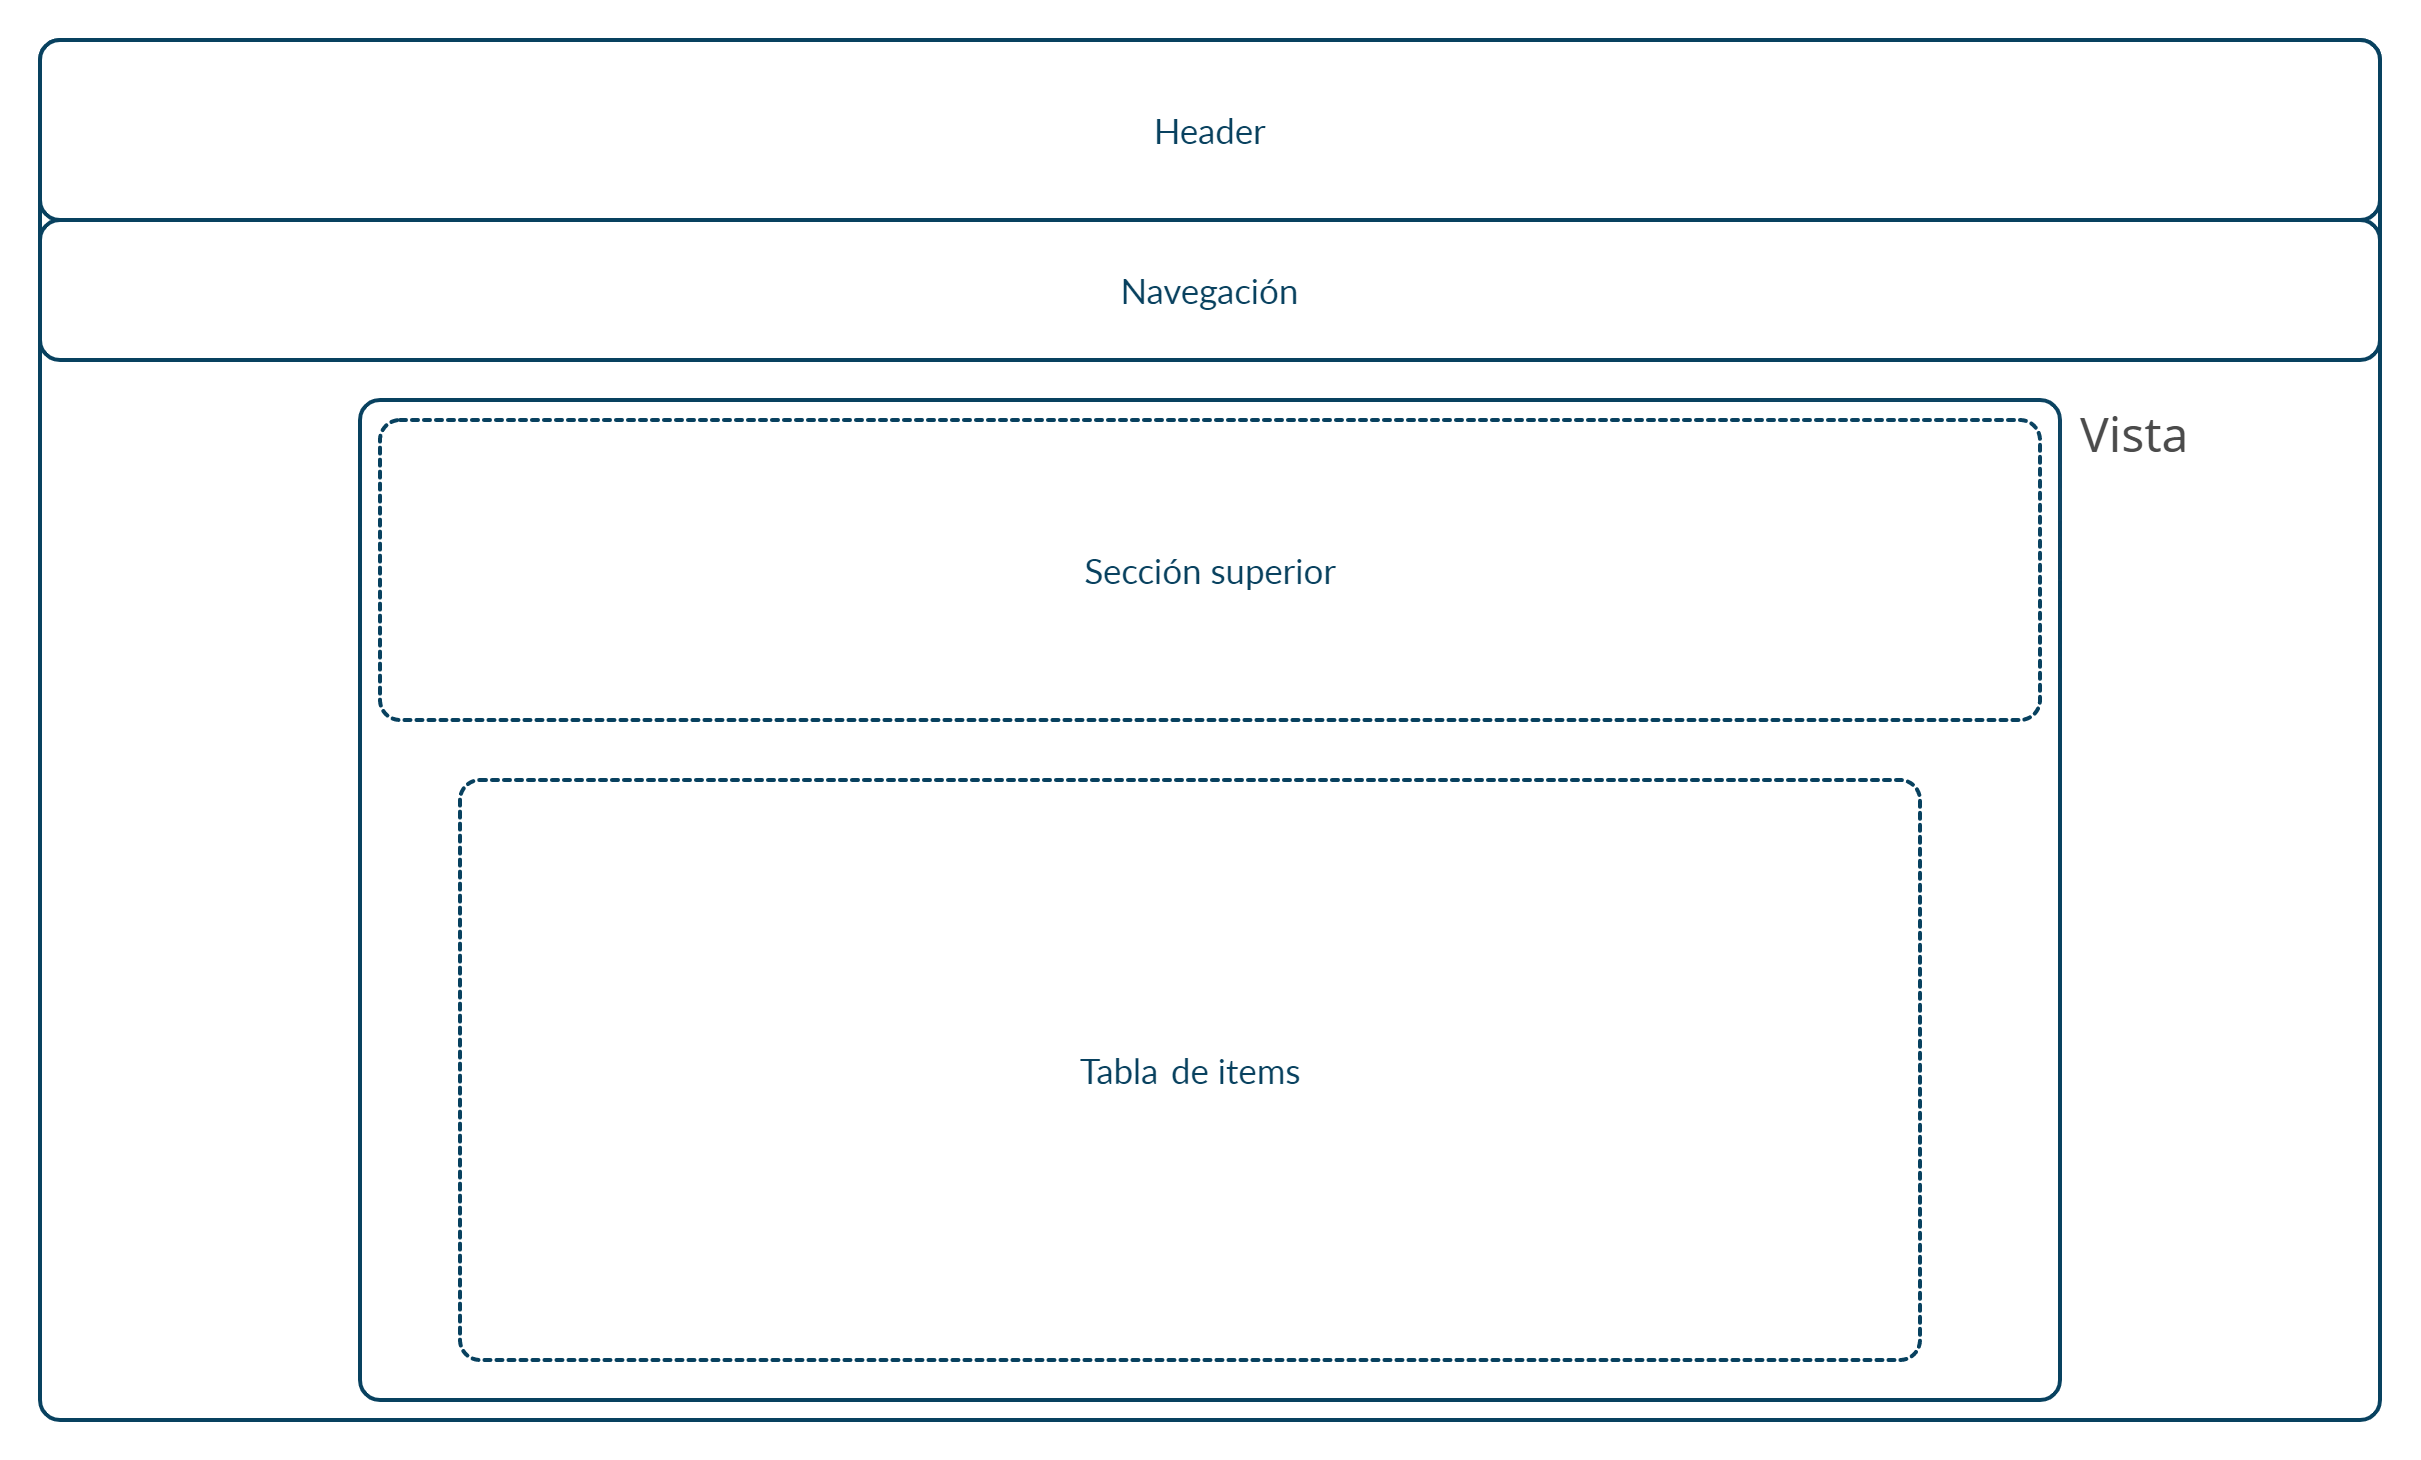 Header
Navegación
Vista
Sección superior
Tabla de items